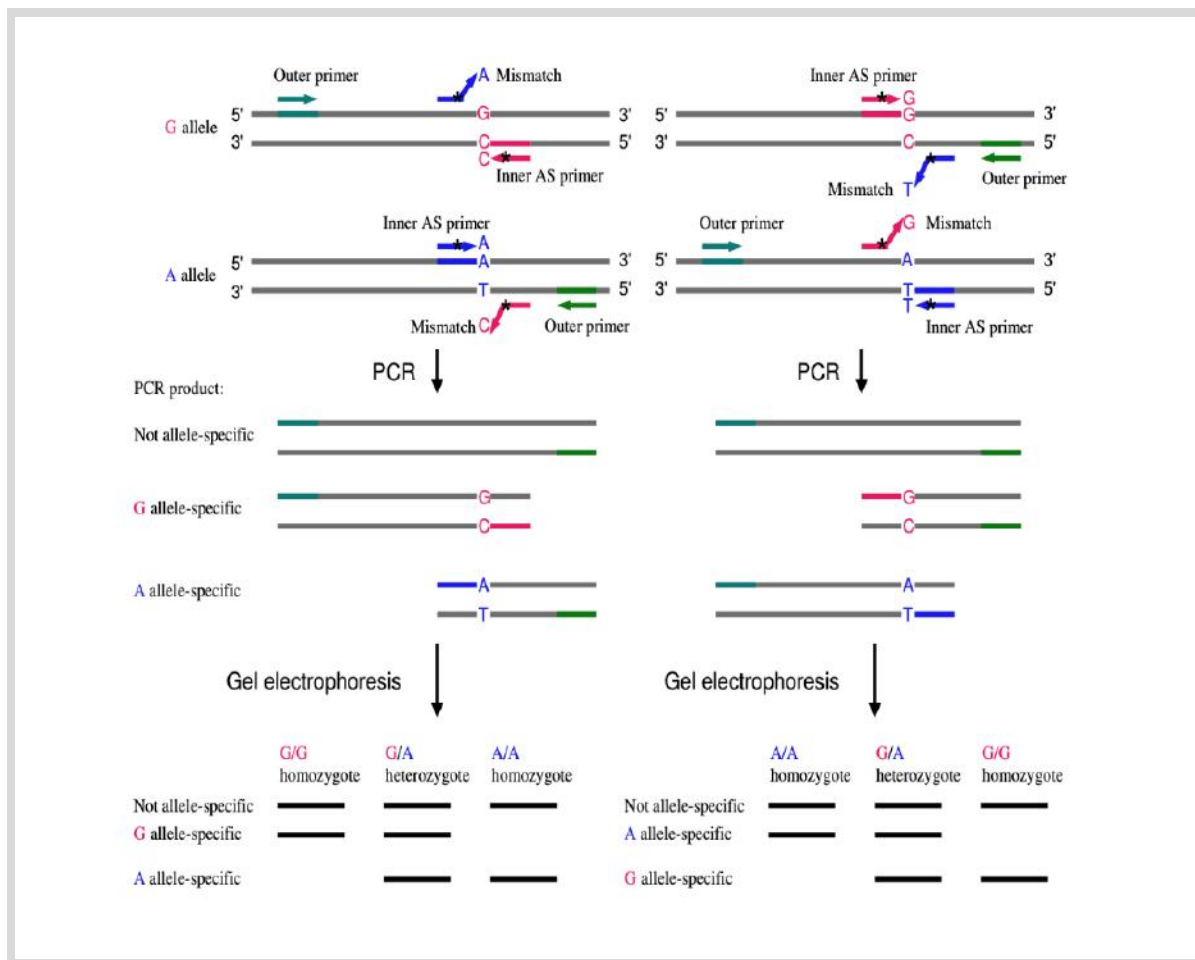 Outer primer
A Mismatch
Inner AS primer
G
5' G 3'
5' G 3'
G allele
3' C 5'
3' C 5'
C
Inner AS primer
Mismatch T
Outer primer
Inner AS primer
A
Outer primer
G Mismatch
5' A 3'
5' A 3'
A allele
3' T 5'
3' T 5'
Mismatch C
Outer primer
T
Inner AS primer
PCR
PCR
PCR product:
Not allele-specific
G allele-specific
G
C
G
C
A allele-specific
A
T
A
T
Gel electrophoresis
Gel electrophoresis
G/G G/A A/A
homozygote heterozygote homozygote
Not allele-specific
G allele-specific
A allele-specific
A/A G/A G/G
homozygote heterozygote homozygote
Not allele-specific
A allele-specific
G allele-specific